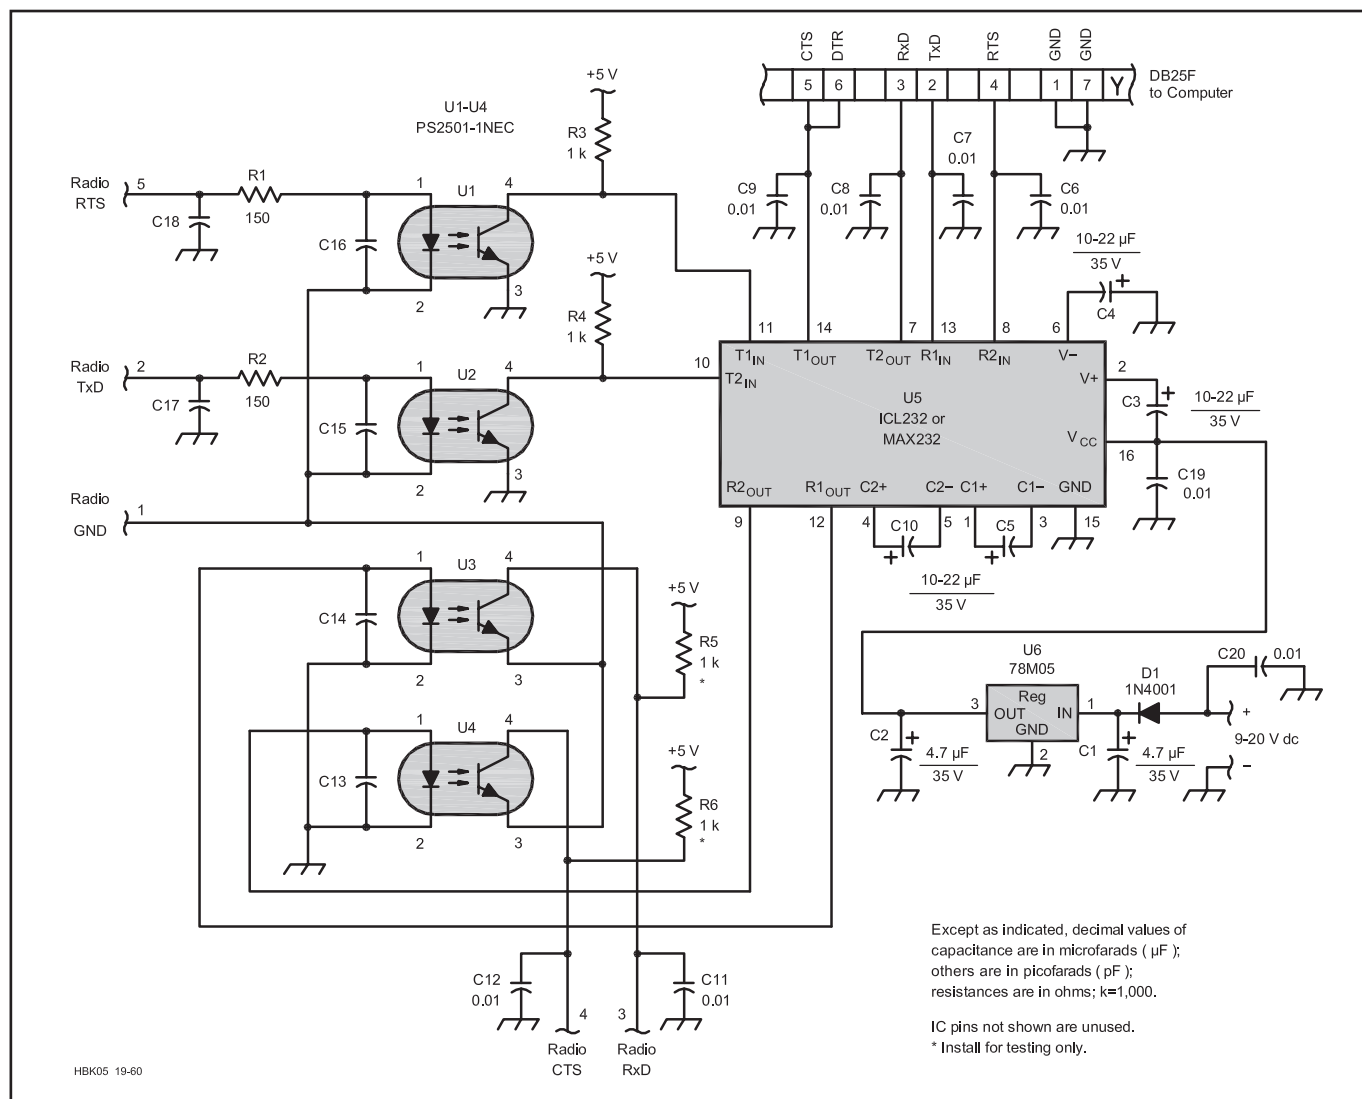 CTS
DTR
RxD
TxD
RTS
GND
GND
5
6
3
2
4
1
7
Y
DB25F
to Computer
U1-U4
PS2501-1NEC
+5 V
R3
1 k
Radio
RTS
5
R1
150
C18
C16
1
U1
4
2
3
C9
0.01
C8
0.01
C7
0.01
C6
0.01
10-22 µF
35 V
+
C4
+5 V
R4
1 k
Radio
TxD
2
R2
150
C17
C15
1
U2
4
2
3
11
14
7
13
8
6
10
T1IN
T1OUT
T2OUT
R1IN
R2IN
V–
T2IN
V+
2
U5
ICL232 or
MAX232
VCC
16
C3
+
10-22 µF
35 V
C19
0.01
R2OUT
R1OUT
C2+
C2–
C1+
C1–
GND
9
12
4
5
1
3
15
C10
+
C5
+
10-22 µF
35 V
Radio
GND
1
1
U3
4
C14
2
3
+5 V
R5
1 k
*
1
U4
4
C13
2
3
+5 V
R6
1 k
*
U6
78M05
Reg
OUT
IN
GND
3
1
2
D1
1N4001
C20
0.01
C2
+
4.7 µF
35 V
C1
+
4.7 µF
35 V
+
9-20 V dc
–
C12
0.01
4
Radio
CTS
3
Radio
RxD
C11
0.01
Except as indicated, decimal values of
capacitance are in microfarads ( µF );
others are in picofarads ( pF );
resistances are in ohms; k=1,000.
IC pins not shown are unused.
* Install for testing only.
HBK05 19-60